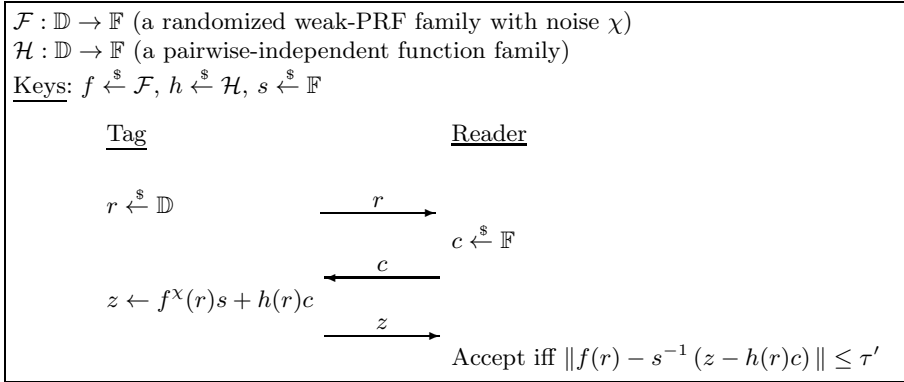 𝓕 : 𝔻 → 𝔽 (a randomized weak-PRF family with noise χ)
𝓗 : 𝔻 → 𝔽 (a pairwise-independent function family)
Keys: f ←$ 𝓕, h ←$ 𝓗, s ←$ 𝔽
Tag Reader
r ←$ 𝔻
r
c ←$ 𝔽
c
z ← f^χ(r)s + h(r)c
z
Accept iff ‖f(r) − s⁻¹ (z − h(r)c) ‖ ≤ τ′